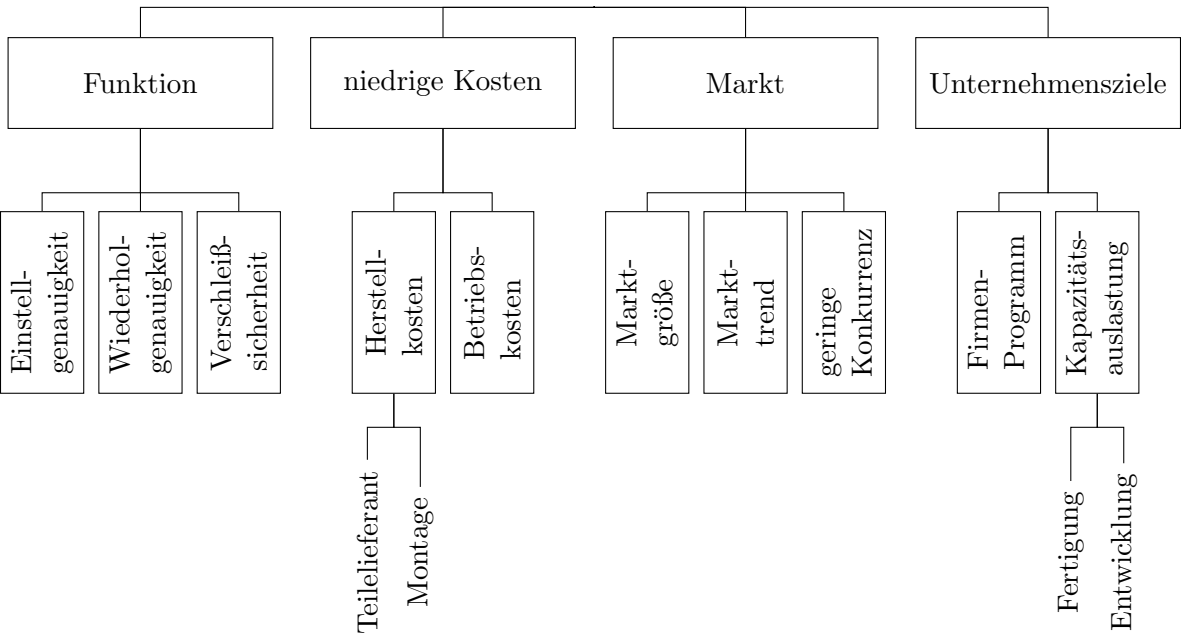 Funktion
niedrige Kosten
Markt
Unternehmensziele
Einstell-
genauigkeit
Wiederhol-
genauigkeit
Verschleiß-
sicherheit
Herstell-
kosten
Betriebs-
kosten
Markt-
größe
Markt-
trend
geringe
Konkurrenz
Firmen-
Programm
Kapazitäts-
auslastung
Teilelieferant
Montage
Fertigung
Entwicklung